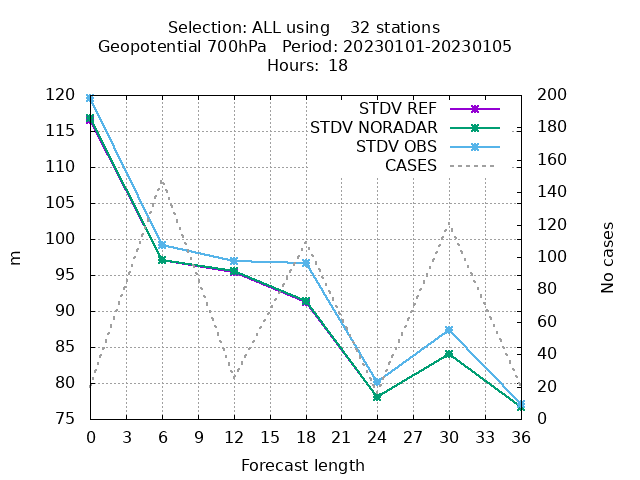 Selection: ALL using    32 stations
Geopotential 700hPa   Period: 20230101-20230105
Hours:  18
STDV REF
STDV NORADAR
STDV OBS
CASES
120
115
110
105
100
95
90
85
80
75
m
200
180
160
140
120
100
80
60
40
20
0
No cases
0 3 6 9 12 15 18 21 24 27 30 33 36
Forecast length